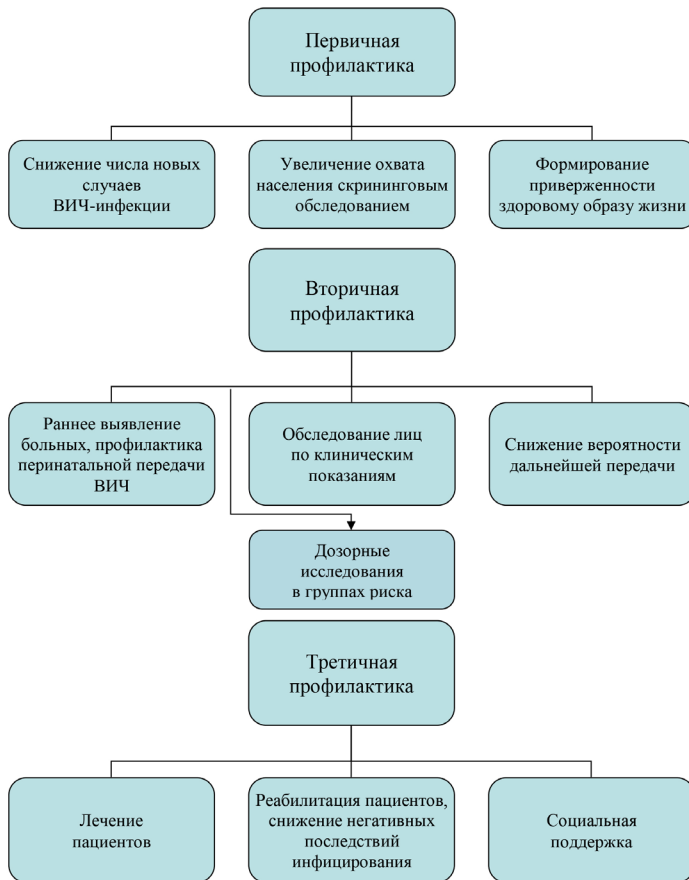 Первичная
профилактика
Снижение числа новых
случаев
ВИЧ-инфекции
Увеличение охвата
населения скрининговым
обследованием
Формирование
приверженности
здоровому образу жизни
Вторичная
профилактика
Раннее выявление
больных, профилактика
перинатальной передачи
ВИЧ
Обследование лиц
по клиническим
показаниям
Снижение вероятности
дальнейшей передачи
Дозорные
исследования
в группах риска
Третичная
профилактика
Лечение
пациентов
Реабилитация пациентов,
снижение негативных
последствий
инфицирования
Социальная
поддержка